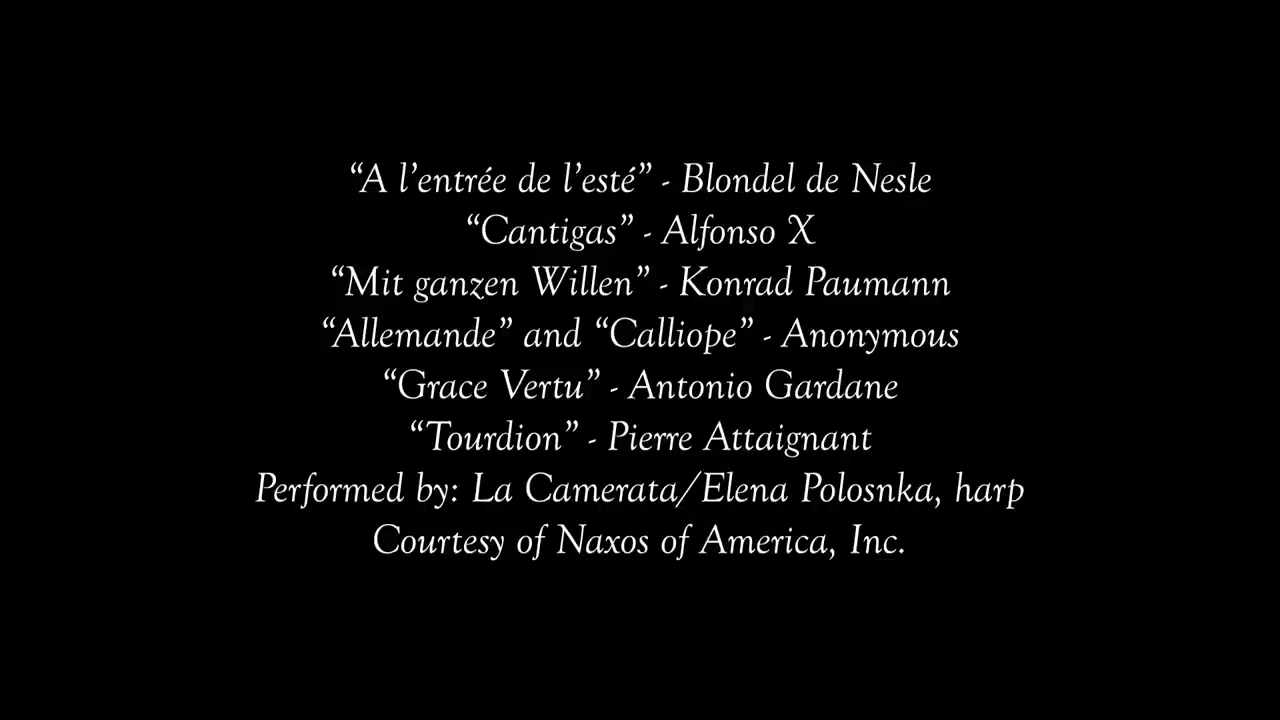 “A l’entrée de l’esté” - Blondel de Nesle
“Cantigas” - Alfonso X
“Mit ganzen Willen” - Konrad Paumann
“Allemande” and “Calliope” - Anonymous
“Grace Vertu” - Antonio Gardane
“Tourdion” - Pierre Attaignant
Performed by: La Camerata/Elena Polosnka, harp
Courtesy of Naxos of America, Inc.